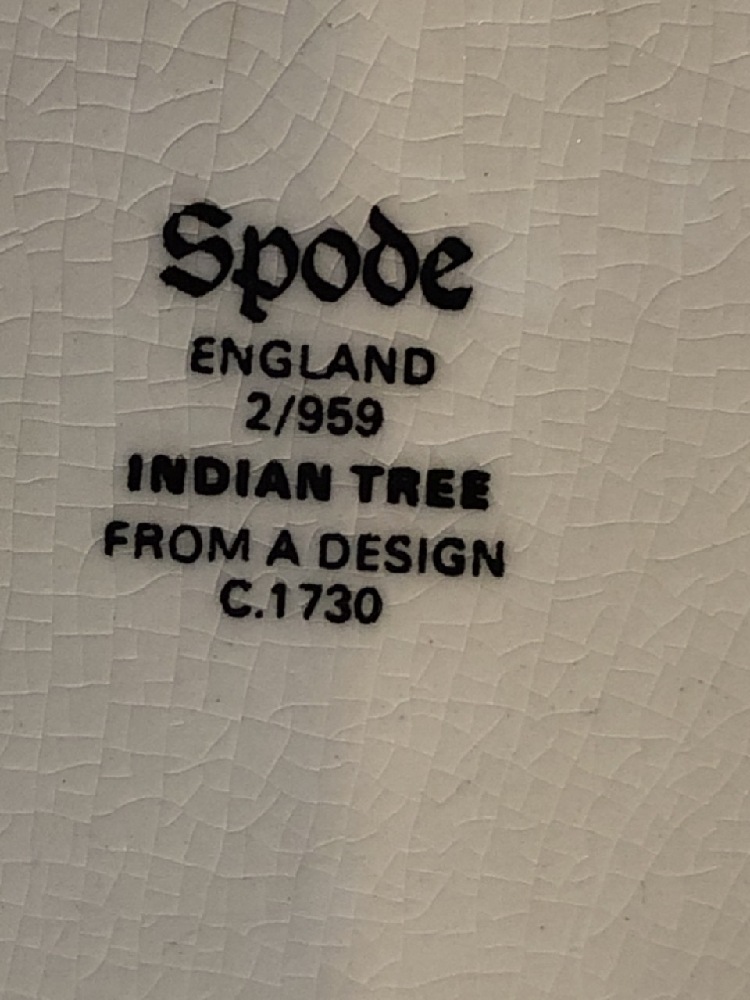 Spode
ENGLAND
2/959
INDIAN TREE
FROM A DESIGN
C.1730